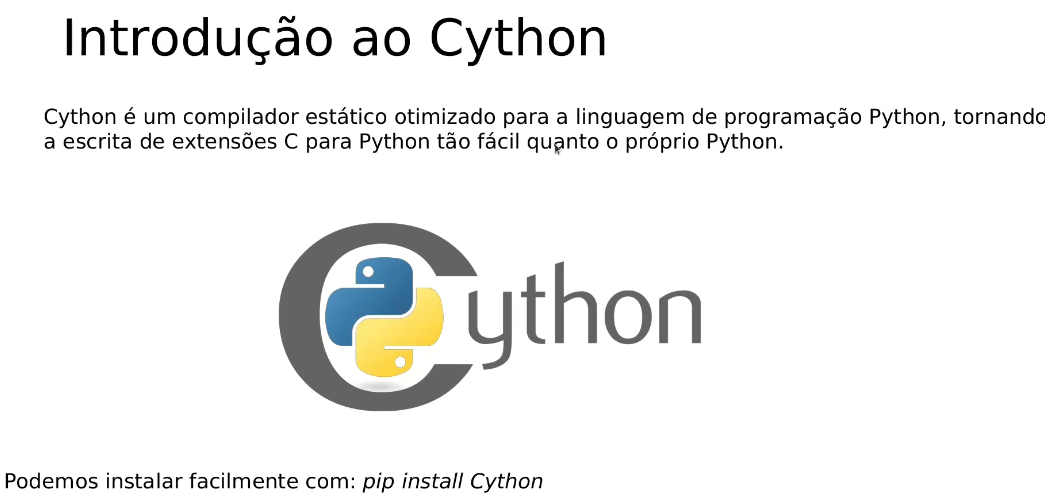 Introdução ao Cython
Cython é um compilador estático otimizado para a linguagem de programação Python, tornando
a escrita de extensões C para Python tão fácil quanto o próprio Python.
Cython
Podemos instalar facilmente com: pip install Cython